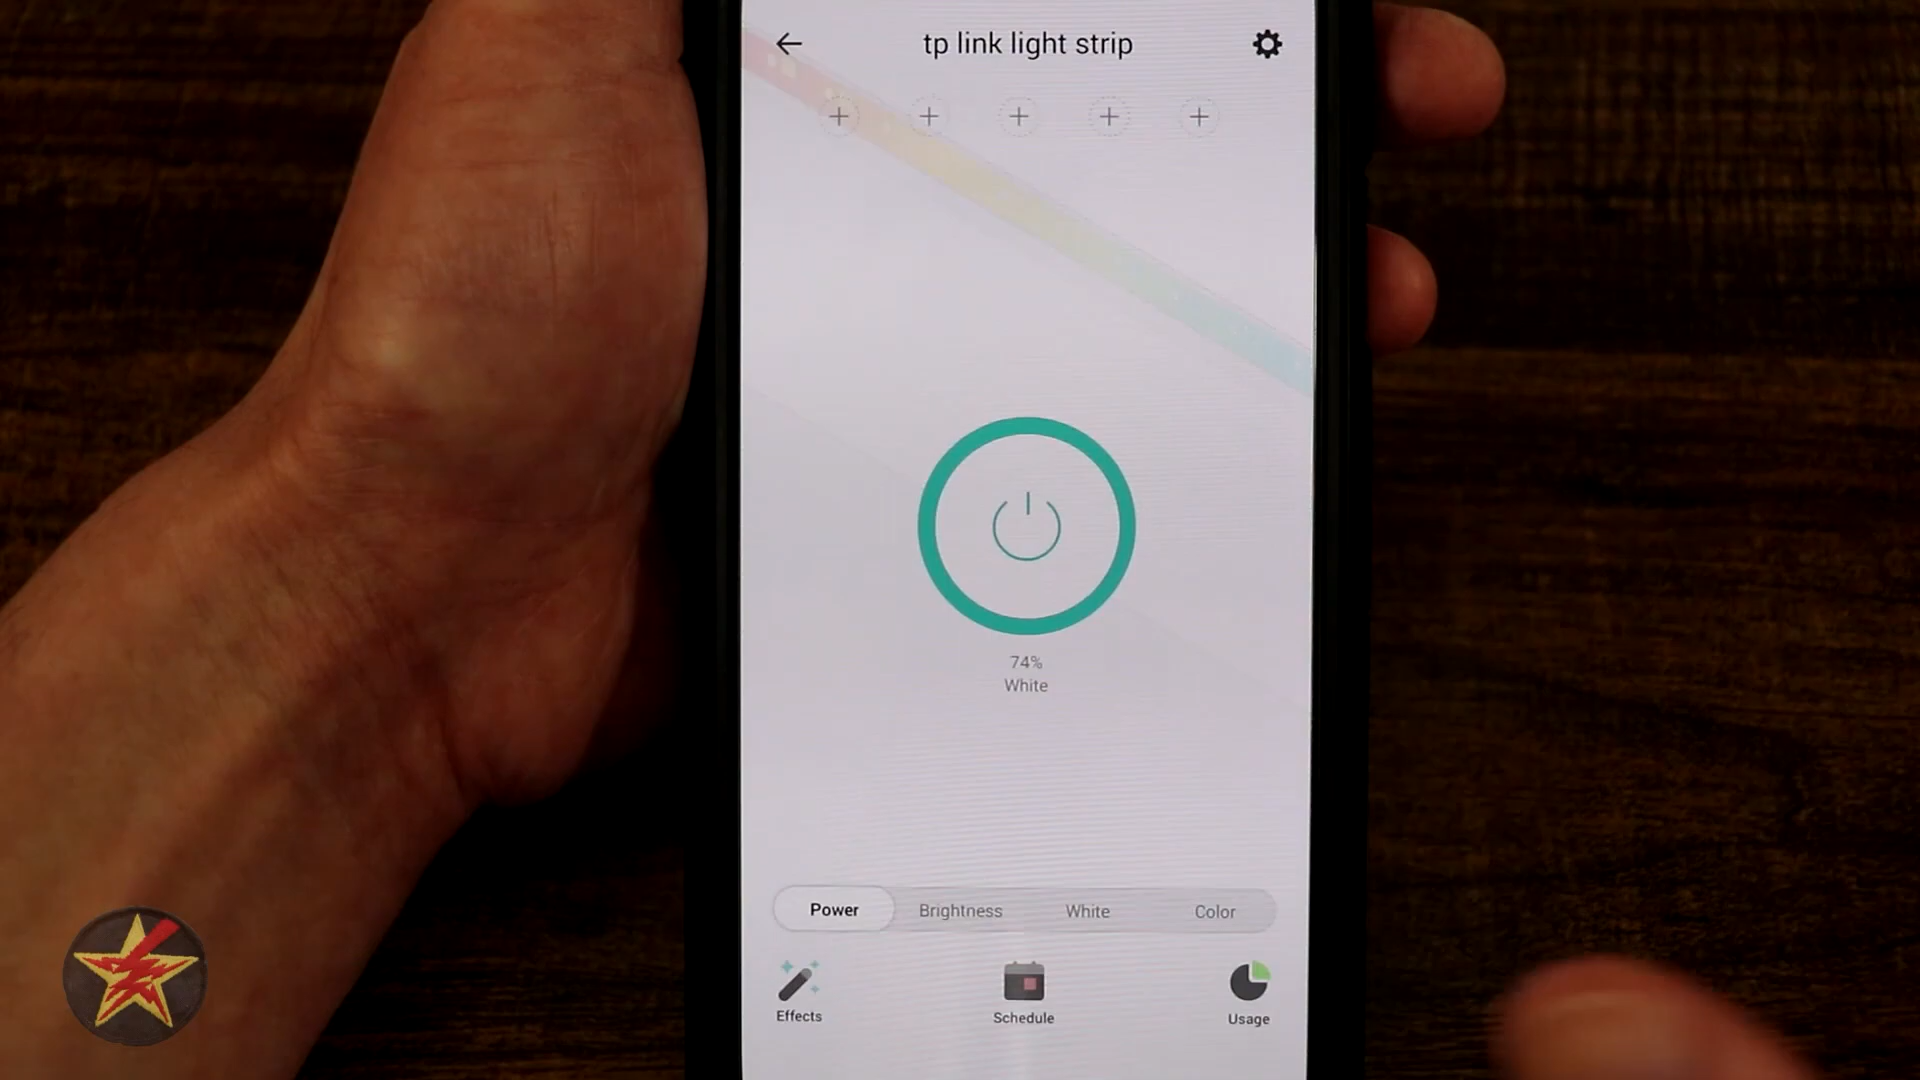 tp link light strip
74%
White
Power Brightness White Color
Effects Schedule Usage